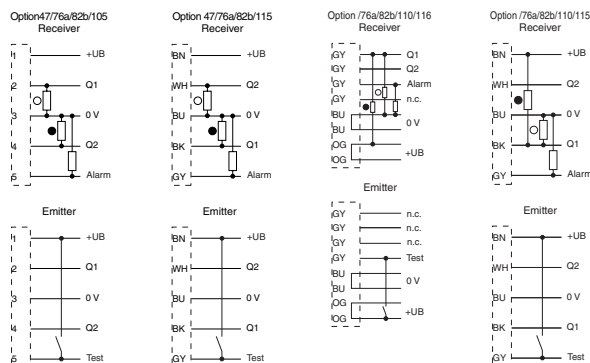 Option47/76a/82b/105
Receiver
1 +UB
2 Q1
3 0 V
4 Q2
5 Alarm
Emitter
1 +UB
2 Q1
3 0 V
4 Q2
5 Test
Option 47/76a/82b/115
Receiver
BN +UB
WH Q2
BU 0 V
BK Q1
GY Alarm
Emitter
BN +UB
WH Q2
BU 0 V
BK Q1
GY Test
Option /76a/82b/110/116
Receiver
GY Q1
GY Q2
GY Alarm
GY n.c.
BU
0 V
BU
OG
+UB
OG
Emitter
GY n.c.
GY n.c.
GY n.c.
GY Test
BU
0 V
BU
OG
+UB
OG
Option /76a/82b/110/115
Receiver
BN +UB
WH Q2
BU 0 V
BK Q1
GY Alarm
Emitter
BN +UB
WH Q2
BU 0 V
BK Q1
GY Test